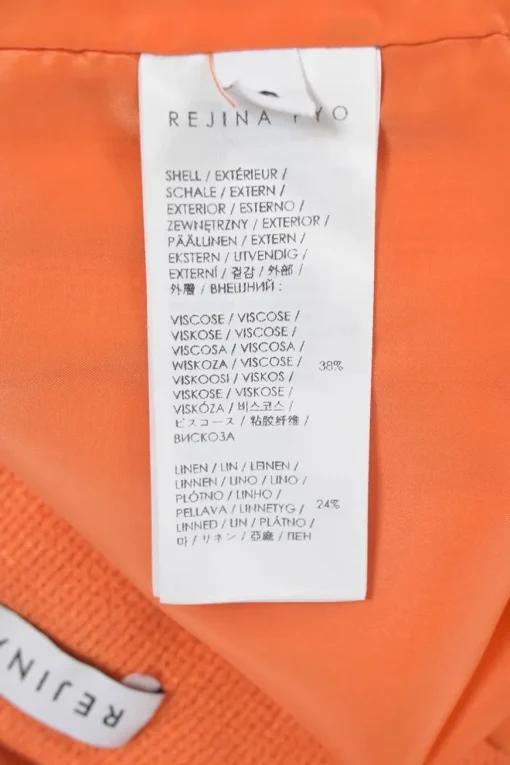 REJINA PYO
SHELL / EXTÉRIEUR /
SCHALE / EXTERN /
EXTERIOR / ESTERNO /
ZEWNĘTRZNY / EXTERIOR /
PÄÄLLINEN / EXTERN /
EKSTERN / UTVENDIG /
EXTERNÍ / 겉감 / 外部 /
外層 / ВНЕШНИЙ :
VISCOSE / VISCOSE /
VISKOSE / VISCOSE /
VISCOSA / VISCOSA /
WISKOZA / VISCOSE / 38%
VISKOOSI / VISKOS /
VISKOSE / VISKOSE /
VISKÓZA / 비스코스 /
ビスコース / 粘胶纤维 /
ВИСКОЗА
LINEN / LIN / LEINEN /
LINNEN / LINO / LINO /
PŁÓTNO / LINHO /
PELLAVA / LINNETYG / 24%
LINNED / LIN / PLÁTNO /
마 / リネン / 亞麻 / ЛЕН
REJINA